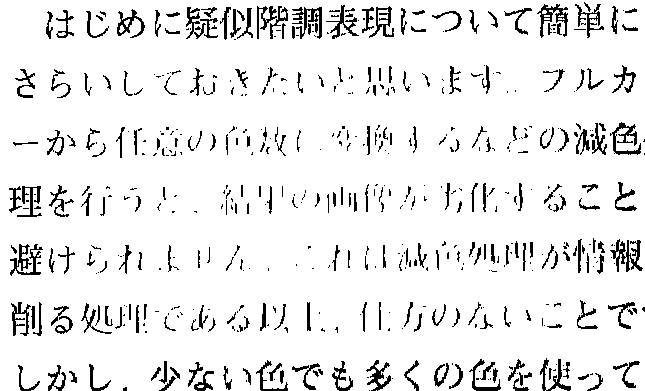 はじめに疑似階調表現について簡単に
さらいしておきたいと思います。フルカ
ーから任意の色数に変換するなどの減色
理を行うと、結果の画像が劣化すること
避けられません。これは減色処理が情報
削る処理である以上、仕方のないことで
しかし、少ない色でも多くの色を使って